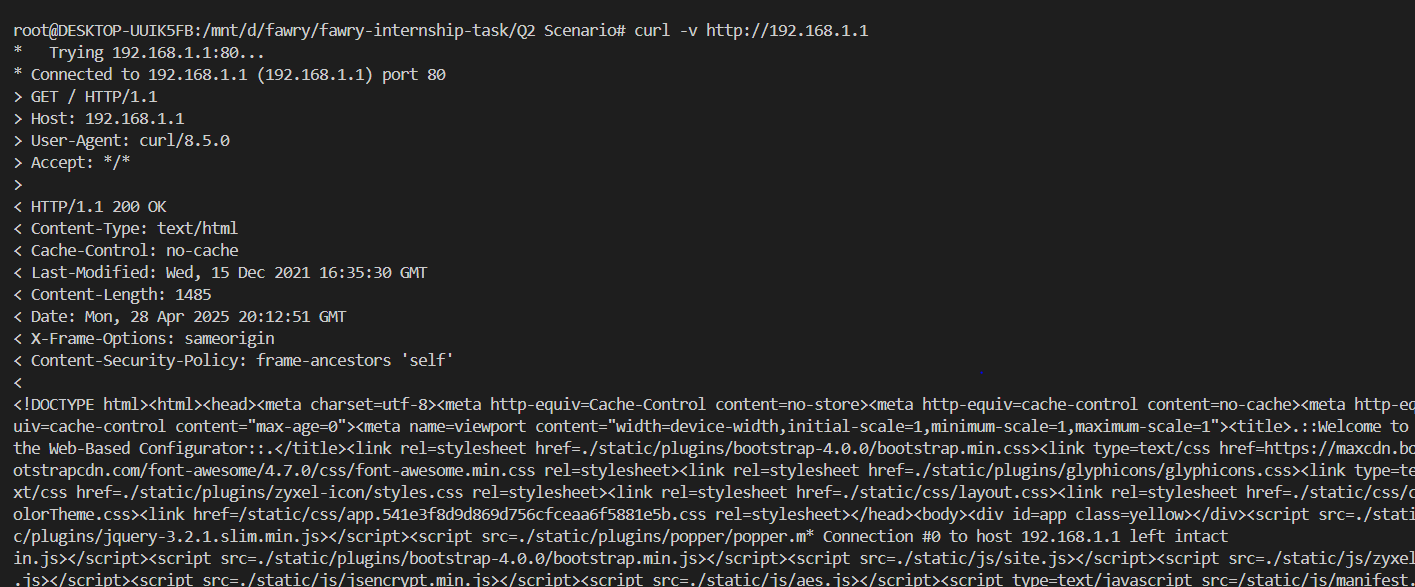 root@DESKTOP-UUIK5FB:/mnt/d/fawry/fawry-internship-task/Q2 Scenario# curl -v http://192.168.1.1
*   Trying 192.168.1.1:80...
* Connected to 192.168.1.1 (192.168.1.1) port 80
> GET / HTTP/1.1
> Host: 192.168.1.1
> User-Agent: curl/8.5.0
> Accept: */*
>
< HTTP/1.1 200 OK
< Content-Type: text/html
< Cache-Control: no-cache
< Last-Modified: Wed, 15 Dec 2021 16:35:30 GMT
< Content-Length: 1485
< Date: Mon, 28 Apr 2025 20:12:51 GMT
< X-Frame-Options: sameorigin
< Content-Security-Policy: frame-ancestors 'self'
<
<!DOCTYPE html><html><head><meta charset=utf-8><meta http-equiv=Cache-Control content=no-store><meta http-equiv=cache-control content=no-cache><meta http-eq
uiv=cache-control content="max-age=0"><meta name=viewport content="width=device-width,initial-scale=1,minimum-scale=1,maximum-scale=1"><title>.::Welcome to
the Web-Based Configurator::.</title><link rel=stylesheet href=./static/plugins/bootstrap-4.0.0/bootstrap.min.css><link type=text/css href=https://maxcdn.bo
otstrapcdn.com/font-awesome/4.7.0/css/font-awesome.min.css rel=stylesheet><link rel=stylesheet href=./static/plugins/glyphicons/glyphicons.css><link type=te
xt/css href=./static/plugins/zyxel-icon/styles.css rel=stylesheet><link rel=stylesheet href=./static/css/layout.css><link rel=stylesheet href=./static/css/c
olorTheme.css><link href=/static/css/app.541e3f8d9d869d756cfceaa6f5881e5b.css rel=stylesheet></head><body><div id=app class=yellow></div><script src=./stati
c/plugins/jquery-3.2.1.slim.min.js></script><script src=./static/plugins/popper/popper.m* Connection #0 to host 192.168.1.1 left intact
in.js></script><script src=./static/plugins/bootstrap-4.0.0/bootstrap.min.js></script><script src=./static/js/site.js></script><script src=./static/js/zyxel
.js></script><script src=./static/js/jsencrypt.min.js></script><script src=./static/js/aes.js></script><script type=text/javascript src=/static/js/manifest.